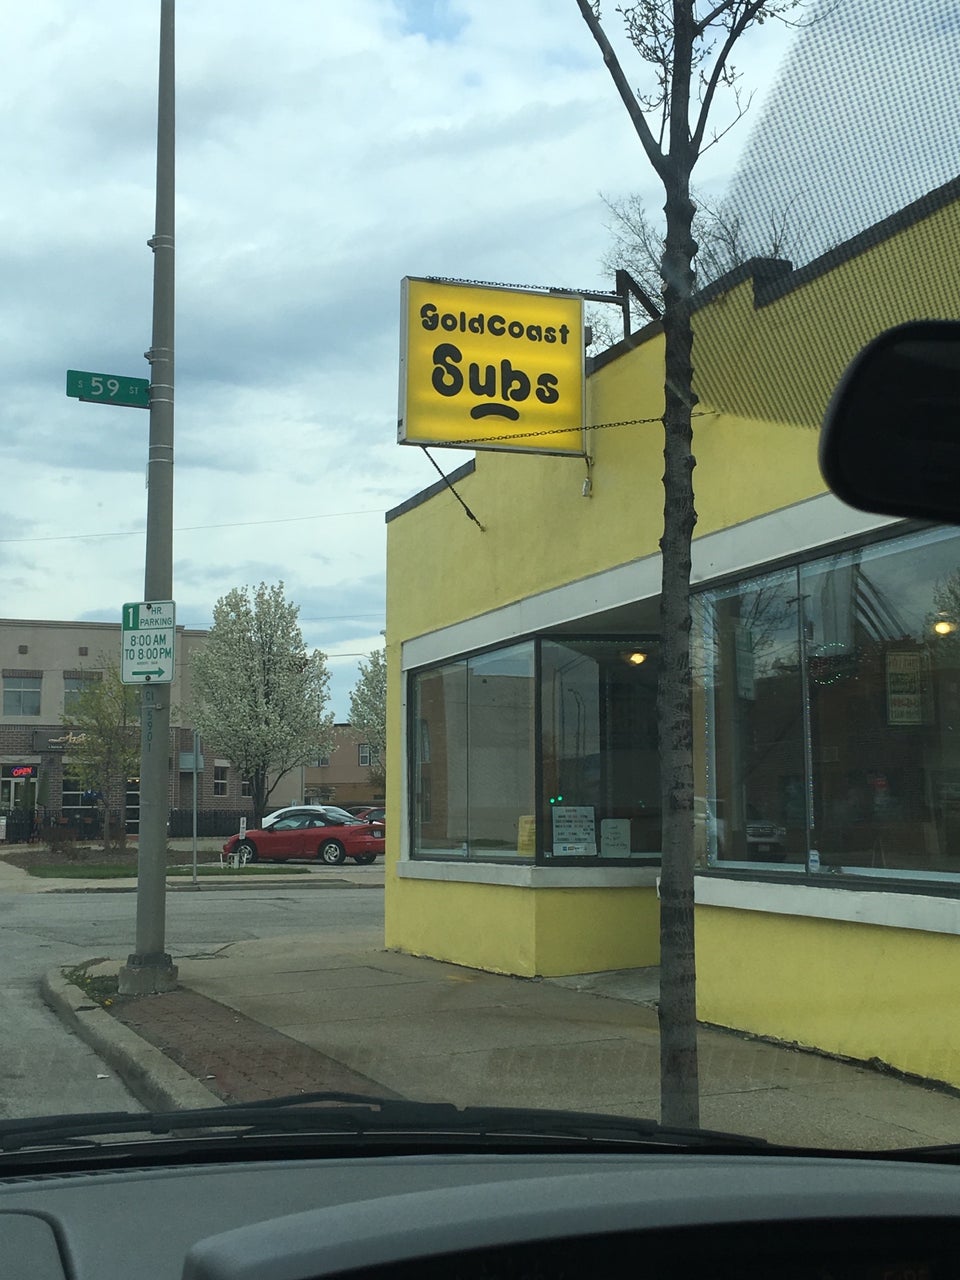 GoldCoast
Subs
S 59 ST
1 HR.
PARKING
8:00 AM
TO 8:00 PM
OPEN